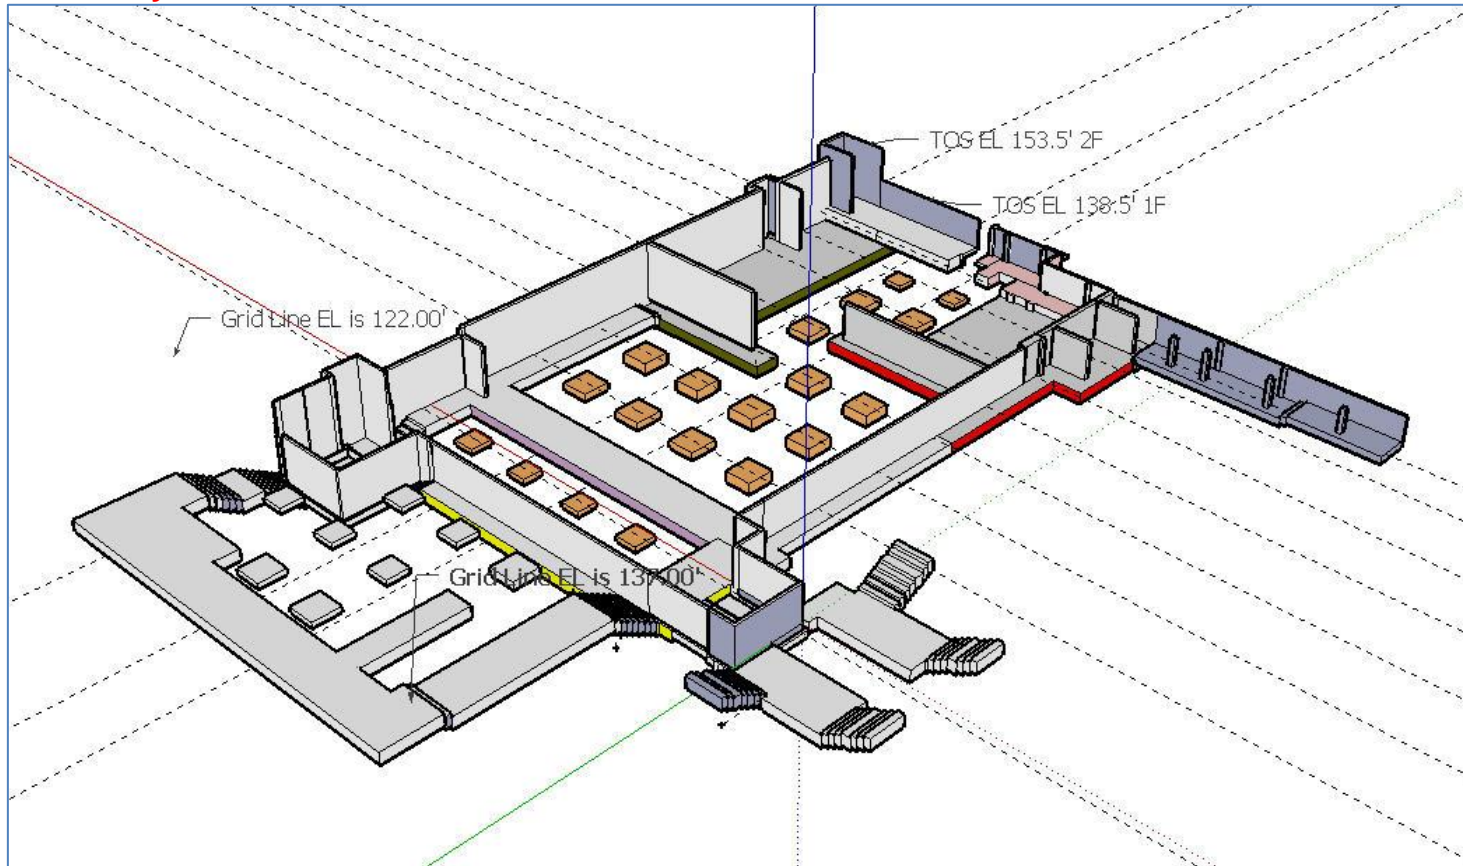 TOS EL 153.5' 2F
TOS EL 138.5' 1F
Grid Line EL is 122.00'
Grid Line EL is 137.00'